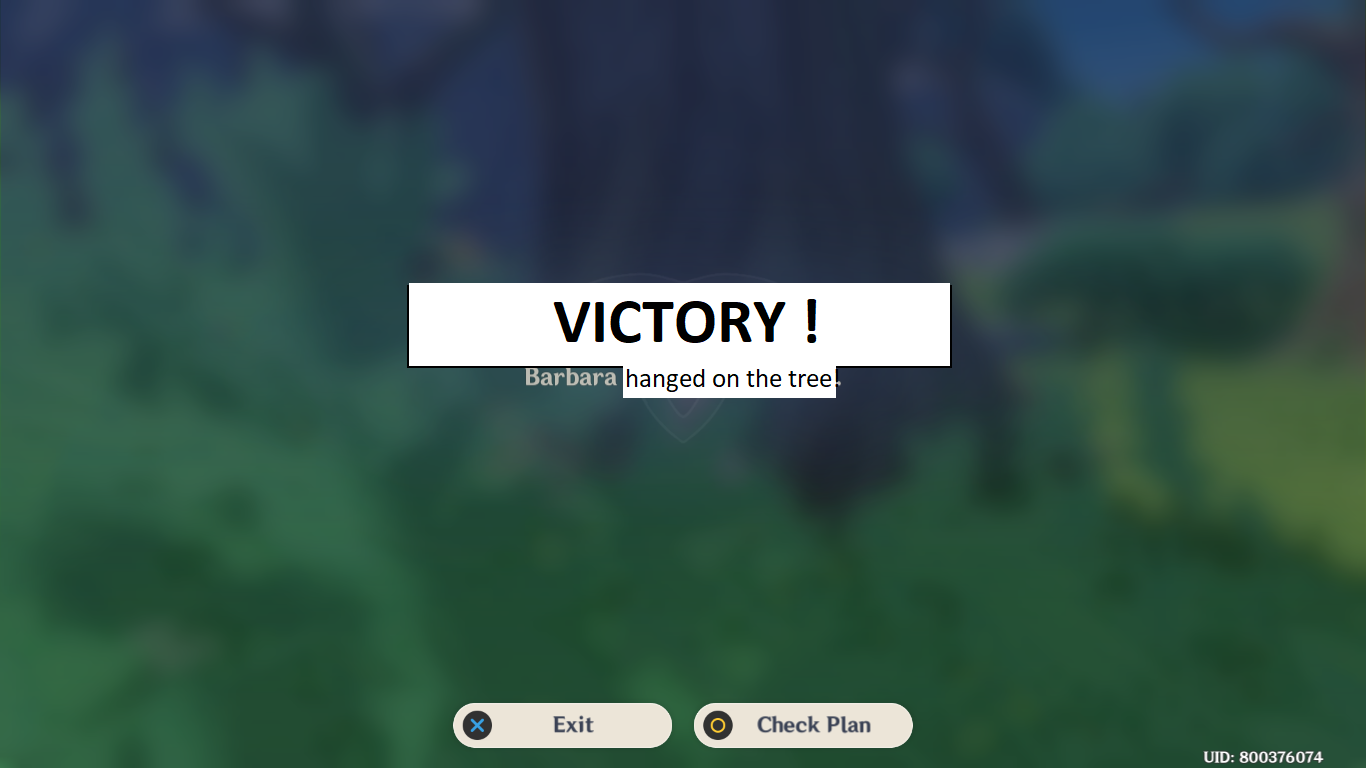 VICTORY !
Barbara hanged on the tree.
Exit
Check Plan
UID: 800376074